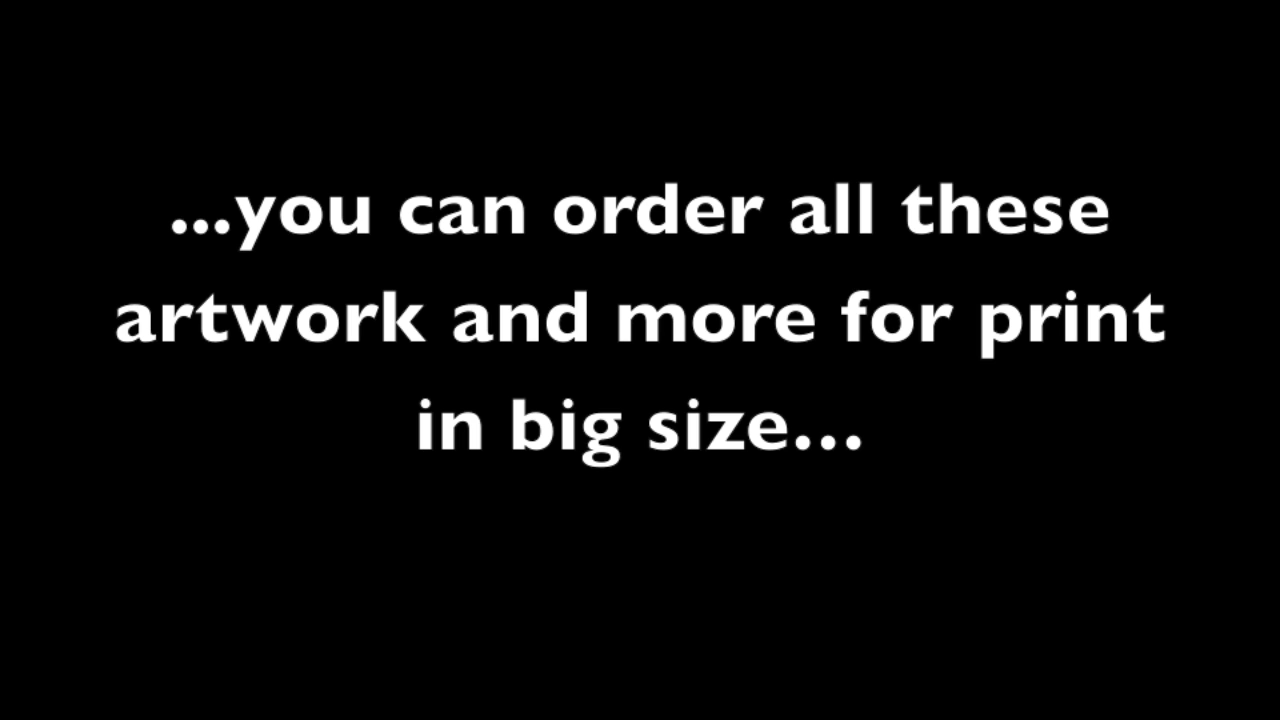 ...you can order all these
artwork and more for print
in big size...